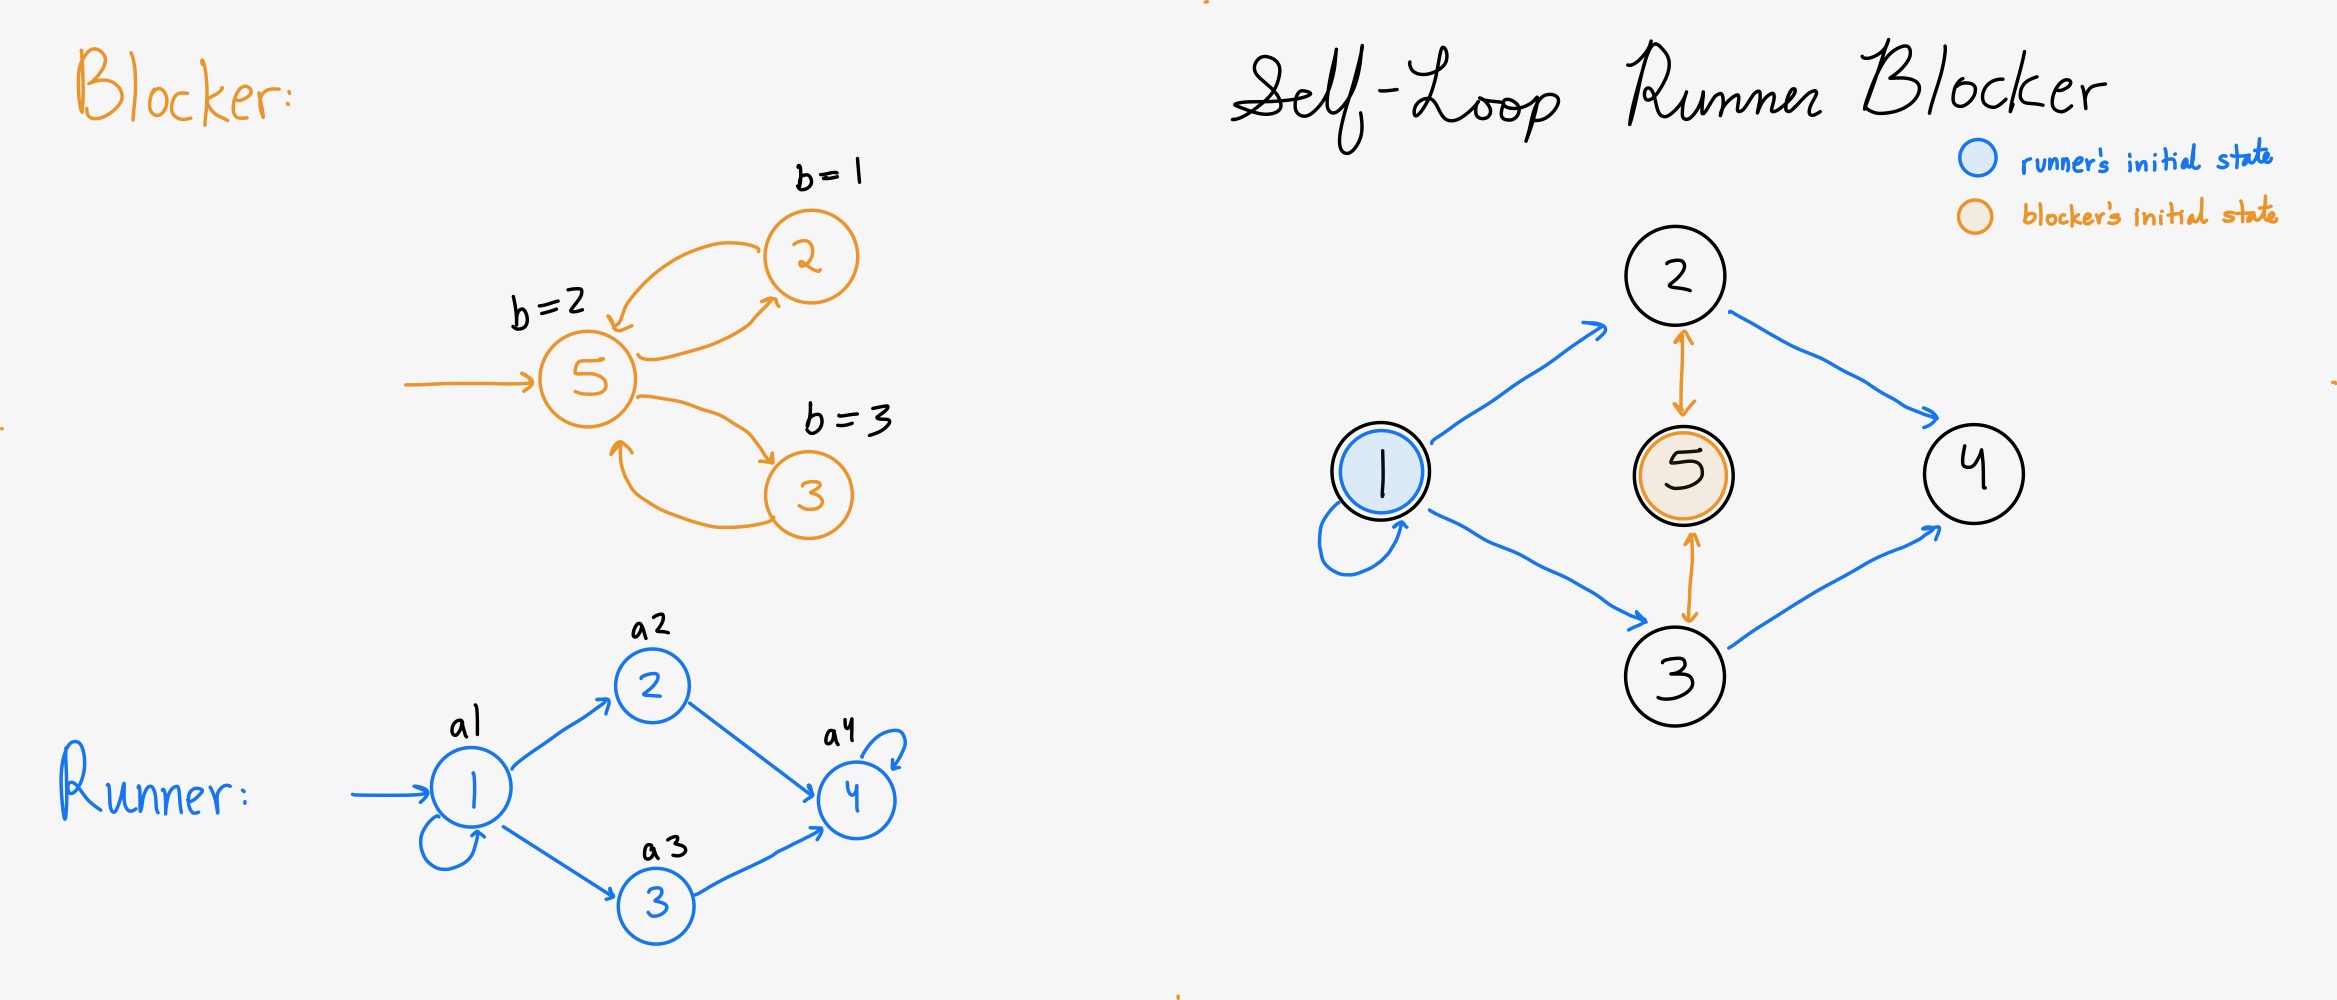 Blocker:
b=1
2
b=2
5
b=3
3
Runner:
a1
1
a2
2
a3
3
a4
4
Self-Loop Runner Blocker
runner's initial state
blocker's initial state
2
1
5
4
3